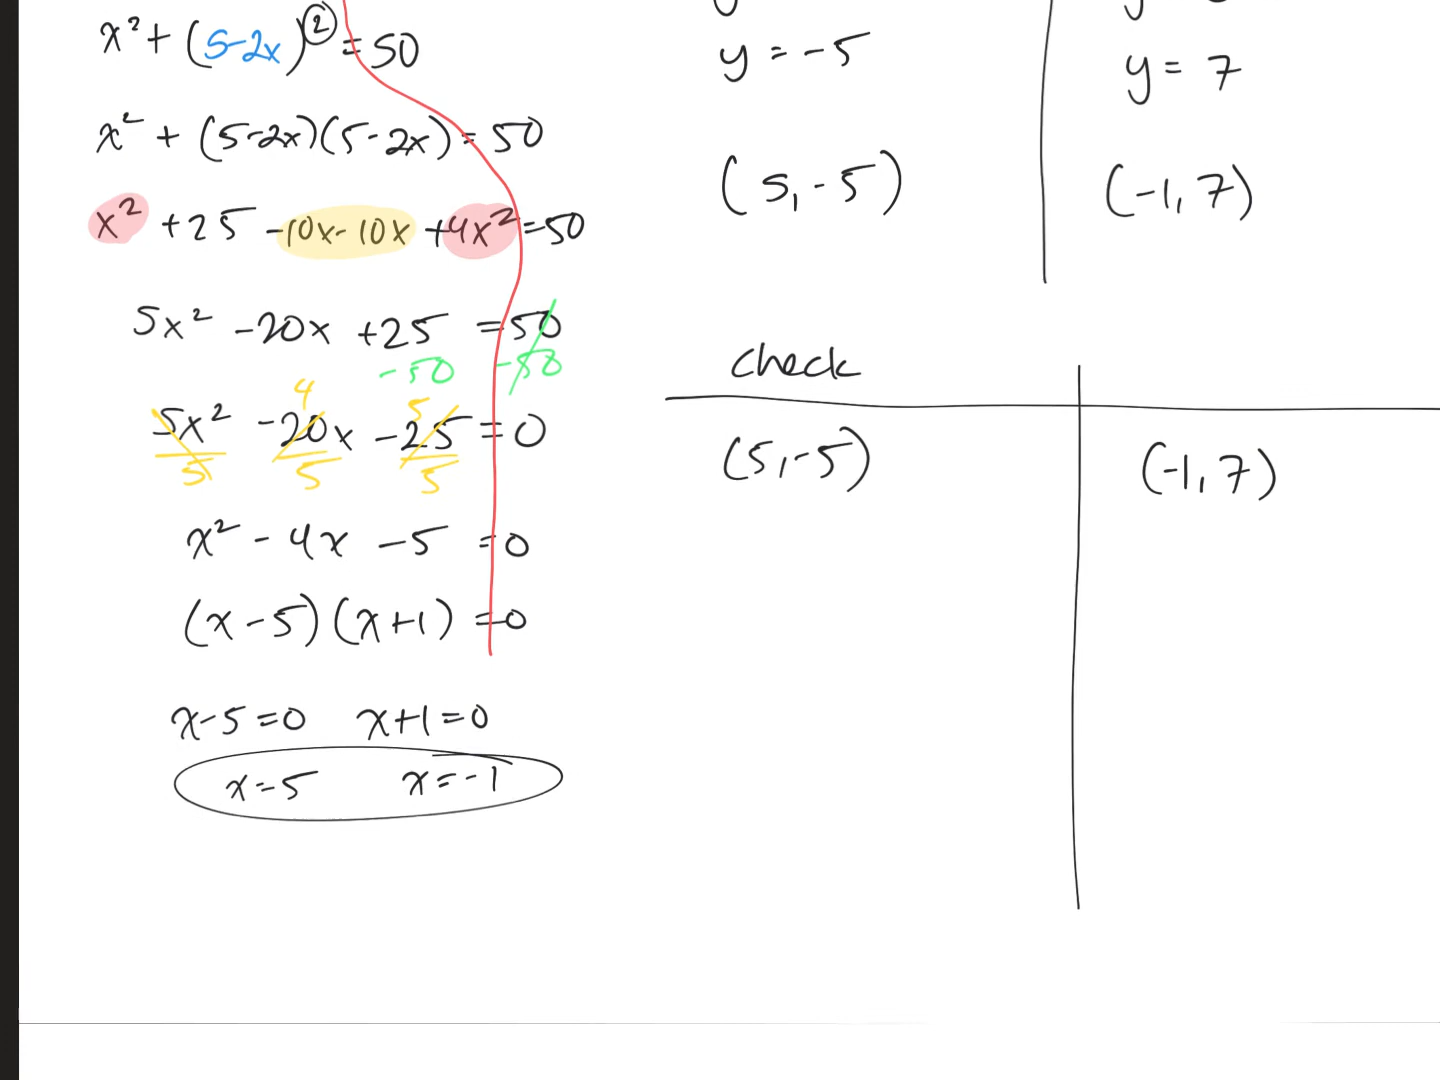 x² + (5-2x)² = 50
x² + (5-2x)(5-2x) = 50
x² +25 -10x-10x +4x² =50
5x² -20x +25 =50
-50 -50
4 5
5x² -20x -25 =0
5 5 5
x² - 4x -5 =0
(x-5)(x+1) =0
x-5=0 x+1=0
x=5 x=-1
y = -5
(5,-5)
y = 7
(-1,7)
check
(5,-5)
(-1,7)